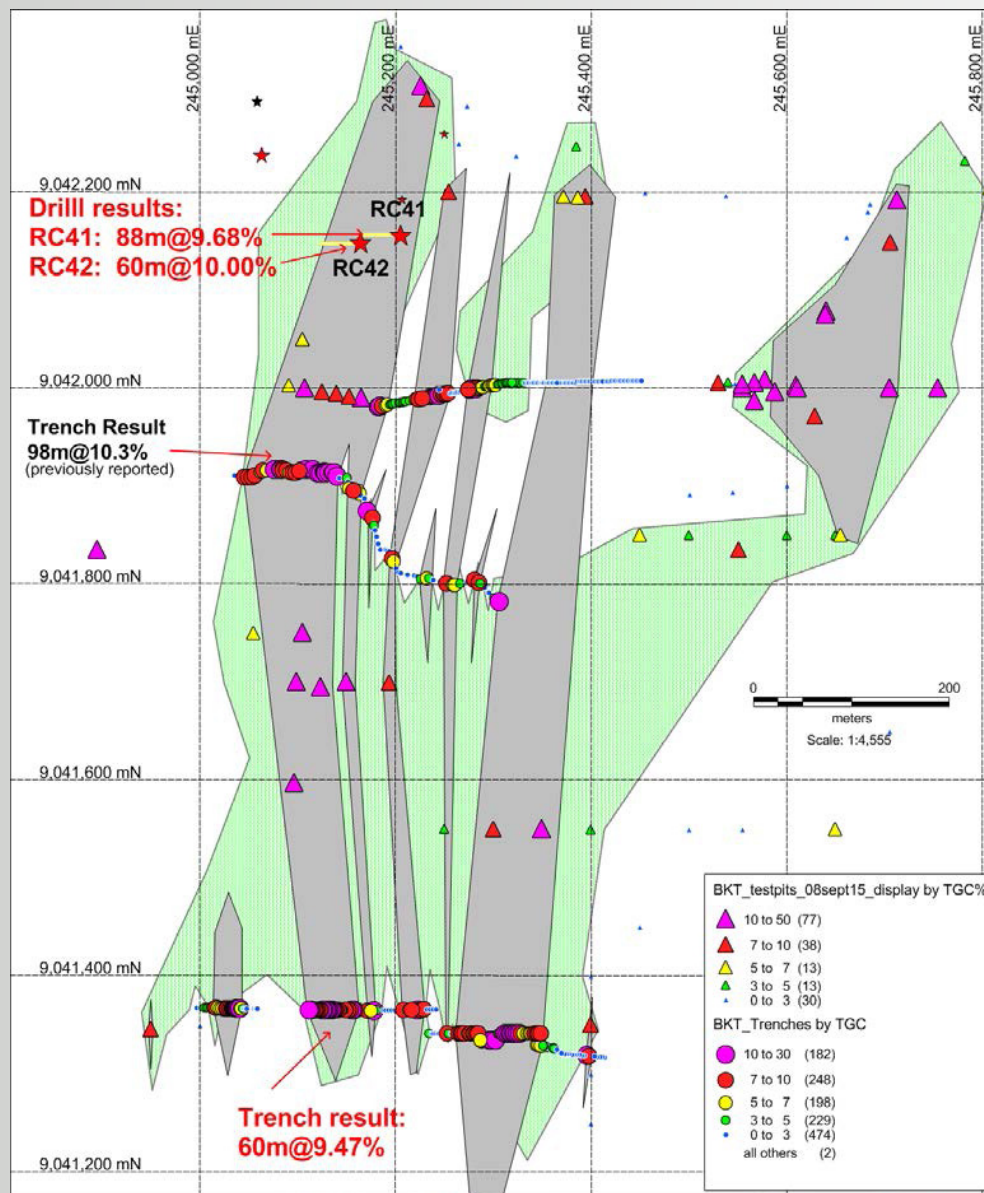 245,000 mE
245,200 mE
245,400 mE
245,600 mE
245,800 mE
9,042,200 mN
Drilll results:
RC41: 88m@9.68%
RC42: 60m@10.00%
RC41
RC42
9,042,000 mN
Trench Result
98m@10.3%
(previously reported)
9,041,800 mN
0 200
meters
Scale: 1:4,555
9,041,600 mN
BKT_testpits_08sept15_display by TGC%
10 to 50 (77)
7 to 10 (38)
5 to 7 (13)
3 to 5 (13)
0 to 3 (30)
BKT_Trenches by TGC
10 to 30 (182)
7 to 10 (248)
5 to 7 (198)
3 to 5 (229)
0 to 3 (474)
all others (2)
9,041,400 mN
Trench result:
60m@9.47%
9,041,200 mN